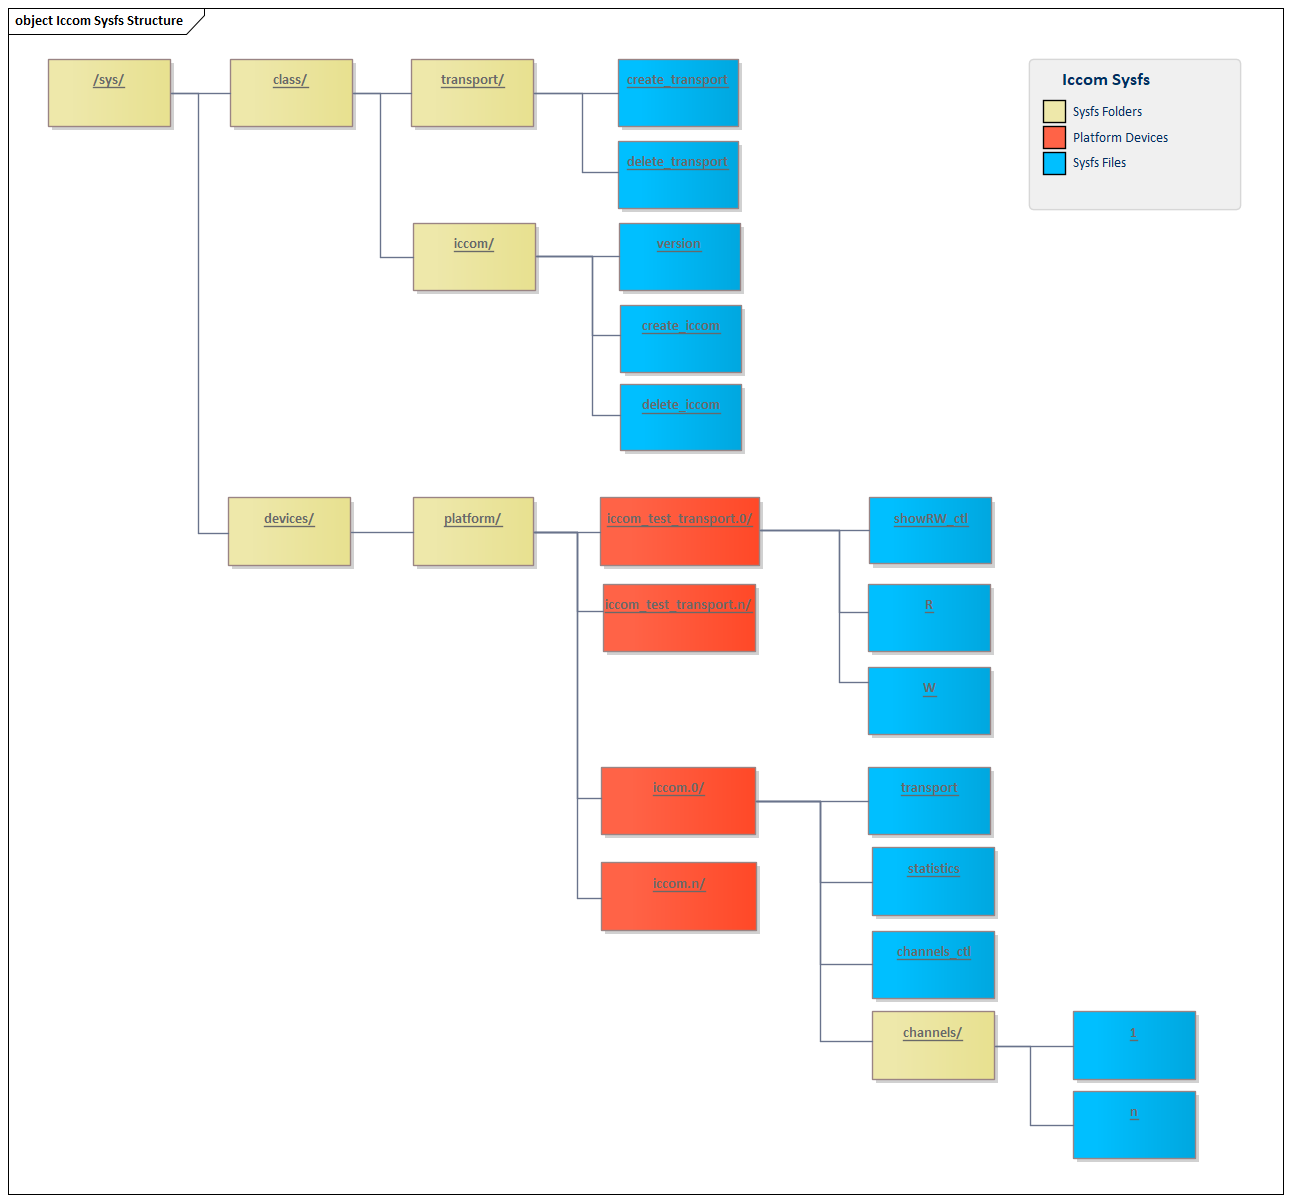 object Iccom Sysfs Structure
/sys/
class/
transport/
create_transport
Iccom Sysfs
Sysfs Folders
Platform Devices
Sysfs Files
delete_transport
iccom/
version
create_iccom
delete_iccom
devices/
platform/
iccom_test_transport.0/
showRW_ctl
iccom_test_transport.n/
R
W
iccom.0/
transport
statistics
iccom.n/
channels_ctl
channels/
1
n